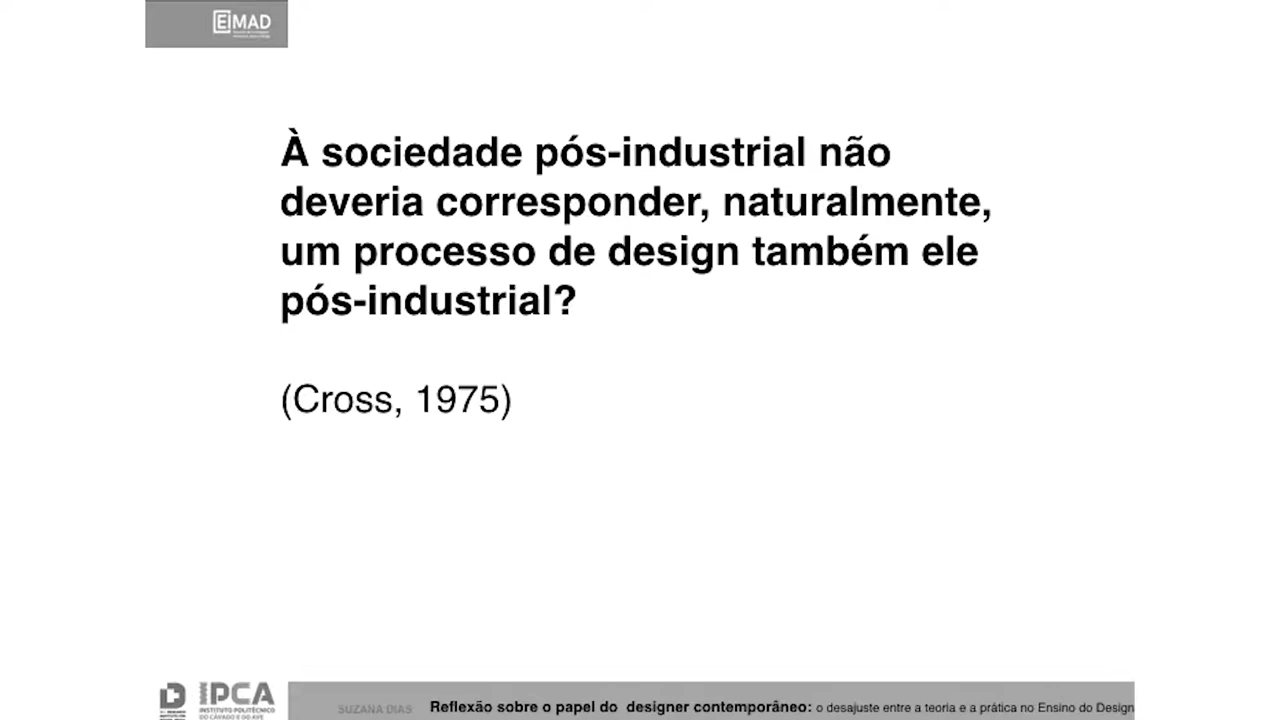 EIMAD
À sociedade pós-industrial não
deveria corresponder, naturalmente,
um processo de design também ele
pós-industrial?
(Cross, 1975)
IPCA
INSTITUTO POLITÉCNICO
DO CÁVADO E DO AVE
SUZANA DIAS
Reflexão sobre o papel do designer contemporâneo: o desajuste entre a teoria e a prática no Ensino do Design